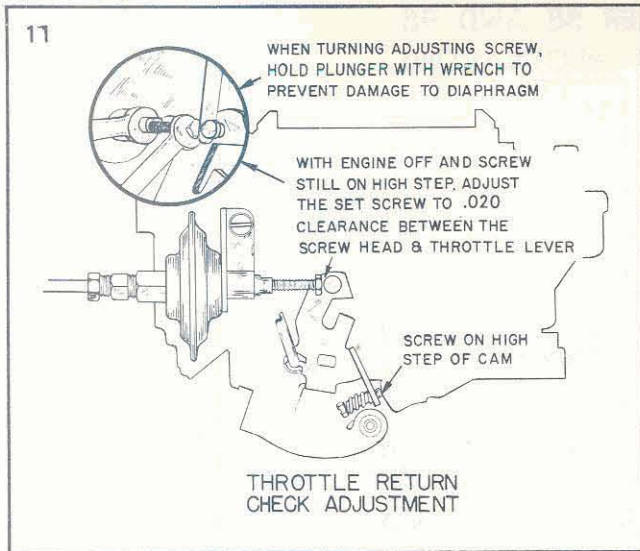 11
WHEN TURNING ADJUSTING SCREW,
HOLD PLUNGER WITH WRENCH TO
PREVENT DAMAGE TO DIAPHRAGM
WITH ENGINE OFF AND SCREW
STILL ON HIGH STEP, ADJUST
THE SET SCREW TO .020
CLEARANCE BETWEEN THE
SCREW HEAD & THROTTLE LEVER
SCREW ON HIGH
STEP OF CAM
THROTTLE RETURN
CHECK ADJUSTMENT